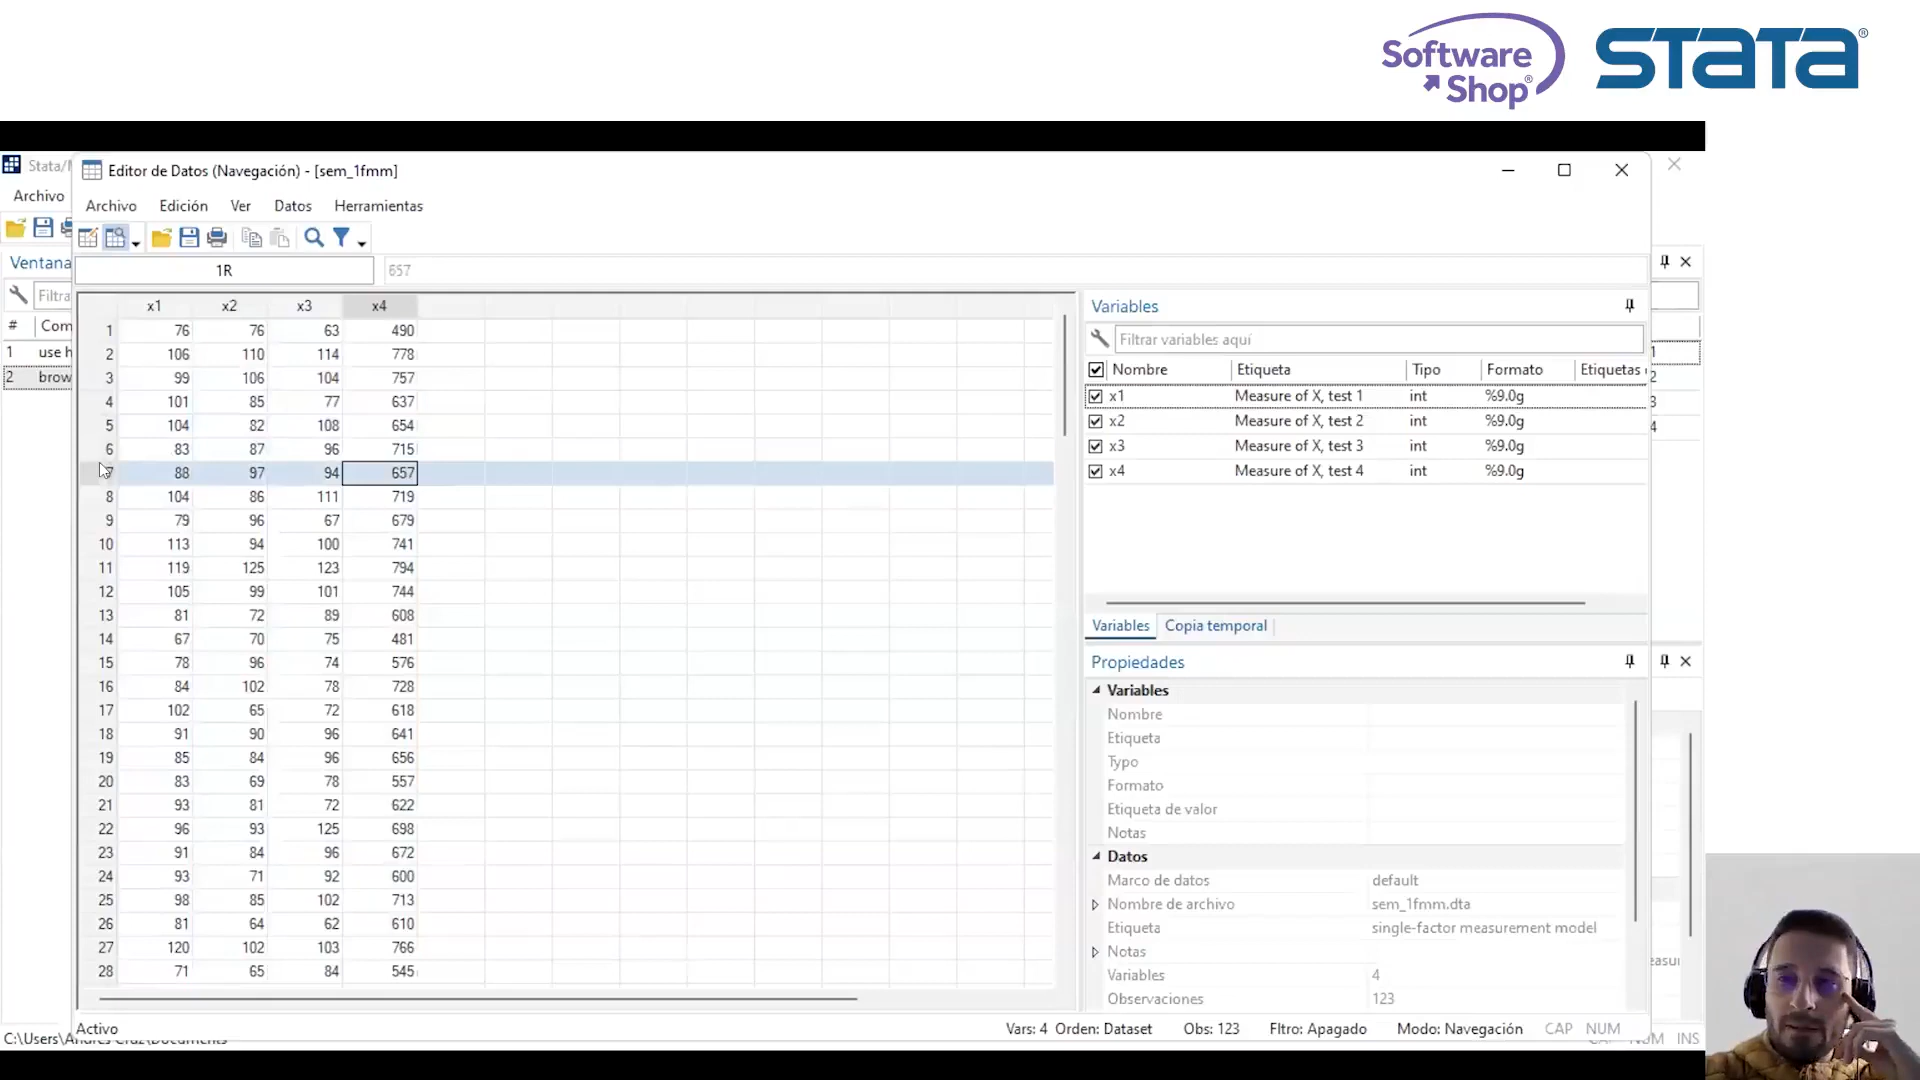 Software
Shop®
STATA®
Stata/
Editor de Datos (Navegación) - [sem_1fmm]
Archivo
Archivo Edición Ver Datos Herramientas
Ventana
1R 657
Filtra
# Com
1 use h
2 brow
x1 x2 x3 x4
1 76 76 63 490
2 106 110 114 778
3 99 106 104 757
4 101 85 77 637
5 104 82 108 654
6 83 87 96 715
7 88 97 94 657
8 104 86 111 719
9 79 96 67 679
10 113 94 100 741
11 119 125 123 794
12 105 99 101 744
13 81 72 89 608
14 67 70 75 481
15 78 96 74 576
16 84 102 78 728
17 102 65 72 618
18 91 90 96 641
19 85 84 96 656
20 83 69 78 557
21 93 81 72 622
22 96 93 125 698
23 91 84 96 672
24 93 71 92 600
25 98 85 102 713
26 81 64 62 610
27 120 102 103 766
28 71 65 84 545
Variables
Filtrar variables aquí
Nombre Etiqueta Tipo Formato Etiquetas
x1 Measure of X, test 1 int %9.0g
x2 Measure of X, test 2 int %9.0g
x3 Measure of X, test 3 int %9.0g
x4 Measure of X, test 4 int %9.0g
1
2
3
4
Variables Copia temporal
Propiedades
Variables
Nombre
Etiqueta
Typo
Formato
Etiqueta de valor
Notas
Datos
Marco de datos default
Nombre de archivo sem_1fmm.dta
Etiqueta single-factor measurement model
Notas
Variables 4
Observaciones 123
easu
Activo Vars: 4 Orden: Dataset Obs: 123 Fltro: Apagado Modo: Navegación CAP NUM
C:\Users\Andres Cruz\Documents CAP NUM INS